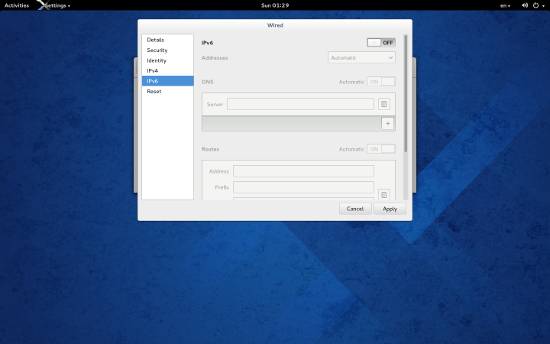 Activities
Settings
Sun 01:29
en
Wired
Details
Security
Identity
IPv4
IPv6
Reset
IPv6
OFF
Addresses
Automatic
DNS
Automatic
ON
Server
+
Routes
Automatic
ON
Address
Prefix
Cancel
Apply